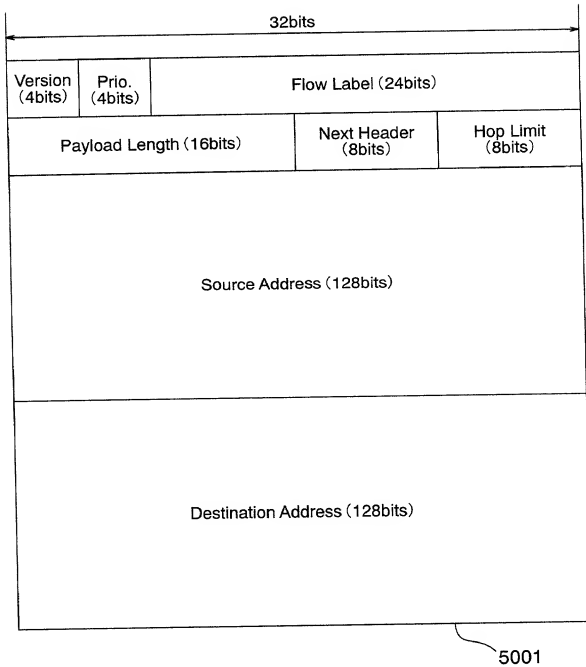 32bits
Version
(4bits)
Prio.
(4bits)
Flow Label (24bits)
Payload Length (16bits)
Next Header
(8bits)
Hop Limit
(8bits)
Source Address (128bits)
Destination Address (128bits)
5001